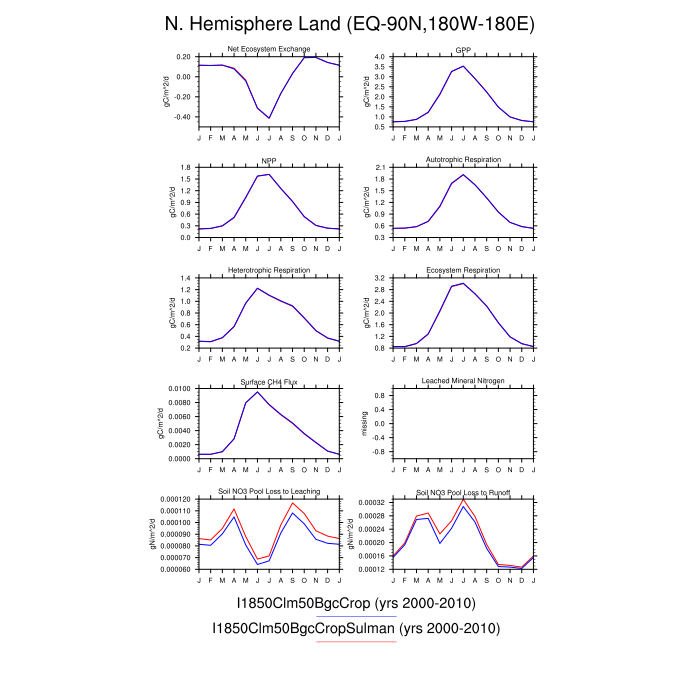 N. Hemisphere Land (EQ-90N,180W-180E)
Net Ecosystem Exchange
GPP
gC/m^2/d
0.20
0.00
-0.20
-0.40
J F M A M J J A S O N D J
gC/m^2/d
4.0
3.5
3.0
2.5
2.0
1.5
1.0
0.5
J F M A M J J A S O N D J
NPP
Autotrophic Respiration
gC/m^2/d
1.8
1.5
1.2
0.9
0.6
0.3
0.0
J F M A M J J A S O N D J
gC/m^2/d
2.1
1.8
1.5
1.2
0.9
0.6
0.3
J F M A M J J A S O N D J
Heterotrophic Respiration
Ecosystem Respiration
gC/m^2/d
1.4
1.2
1.0
0.8
0.6
0.4
0.2
J F M A M J J A S O N D J
gC/m^2/d
3.2
2.8
2.4
2.0
1.6
1.2
0.8
J F M A M J J A S O N D J
Surface CH4 Flux
Leached Mineral Nitrogen
gC/m^2/d
0.0100
0.0080
0.0060
0.0040
0.0020
0.0000
J F M A M J J A S O N D J
missing
0.8
0.4
0.0
-0.4
-0.8
J F M A M J J A S O N D J
Soil NO3 Pool Loss to Leaching
Soil NO3 Pool Loss to Runoff
gN/m^2/d
0.000120
0.000110
0.000100
0.000090
0.000080
0.000070
0.000060
J F M A M J J A S O N D J
gN/m^2/d
0.00032
0.00028
0.00024
0.00020
0.00016
0.00012
J F M A M J J A S O N D J
I1850Clm50BgcCrop (yrs 2000-2010)
I1850Clm50BgcCropSulman (yrs 2000-2010)